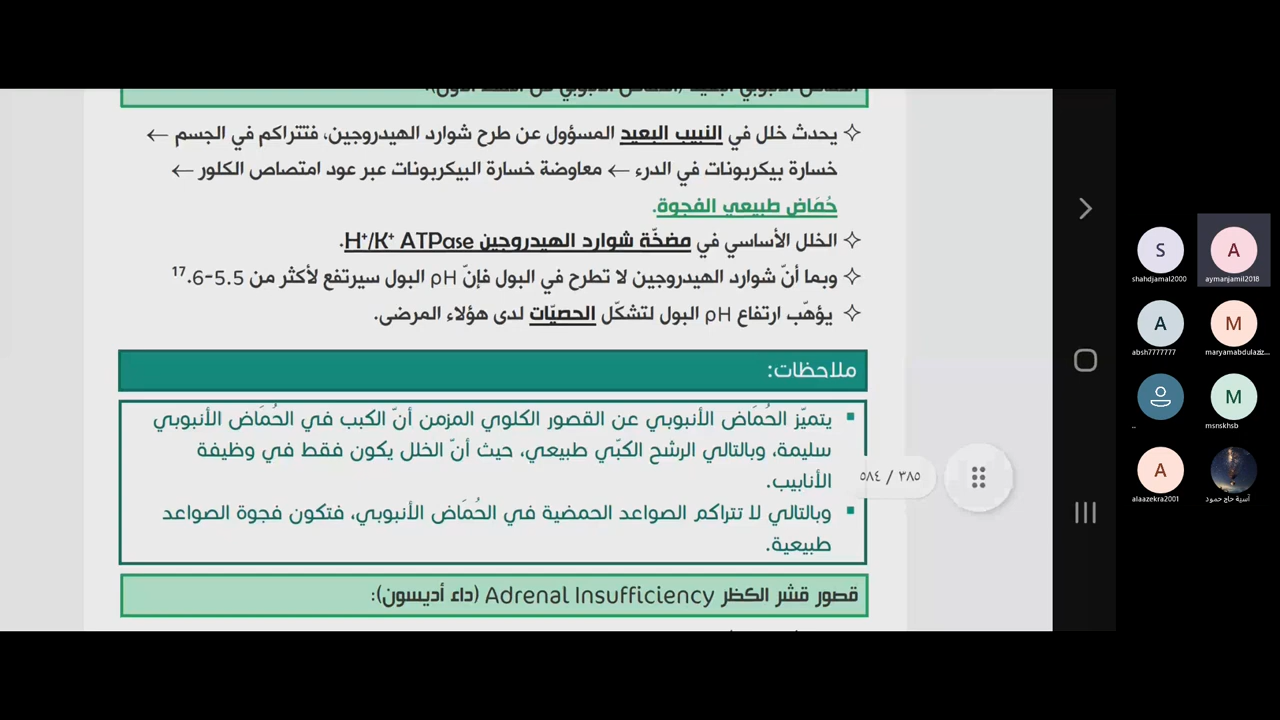 ✧ يحدث خلل في النبيب البعيد المسؤول عن طرح شوارد الهيدروجين، فتتراكم في الجسم ←
خسارة بيكربونات في الدرء ← معاوضة خسارة البيكربونات عبر عود امتصاص الكلور ←
حُمَاض طبيعي الفجوة.
✧ الخلل الأساسي في مضخّة شوارد الهيدروجين H⁺/K⁺ ATPase.
✧ وبما أنّ شوارد الهيدروجين لا تطرح في البول فإنّ pH البول سيرتفع لأكثر من 5.5-6.¹⁷
✧ يؤهّب ارتفاع pH البول لتشكّل الحصيّات لدى هؤلاء المرضى.
ملاحظات:
▪ يتميّز الحُمَاض الأنبوبي عن القصور الكلوي المزمن أنّ الكبب في الحُمَاض الأنبوبي
سليمة، وبالتالي الرشح الكبّي طبيعي، حيث أنّ الخلل يكون فقط في وظيفة
الأنابيب.
▪ وبالتالي لا تتراكم الصواعد الحمضية في الحُمَاض الأنبوبي، فتكون فجوة الصواعد
طبيعية.
قصور قشر الكظر Adrenal Insufficiency (داء أديسون):
٣٨٥ / ٥٨٤
S
shahdjamal2000
A
aymanjamil2018
A
absh7777777
M
maryamabdulaziz...
..
M
msnskhsb
A
alaazekra2001
آسية حاج حمود